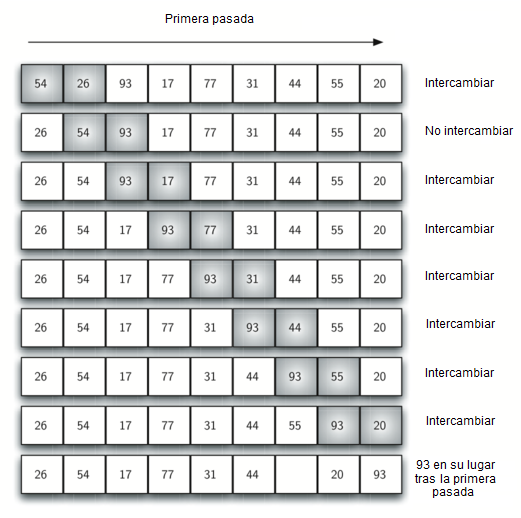 Primera pasada
54 26 93 17 77 31 44 55 20 Intercambiar
26 54 93 17 77 31 44 55 20 No intercambiar
26 54 93 17 77 31 44 55 20 Intercambiar
26 54 17 93 77 31 44 55 20 Intercambiar
26 54 17 77 93 31 44 55 20 Intercambiar
26 54 17 77 31 93 44 55 20 Intercambiar
26 54 17 77 31 44 93 55 20 Intercambiar
26 54 17 77 31 44 55 93 20 Intercambiar
26 54 17 77 31 44 20 93 93 en su lugar
tras la primera
pasada